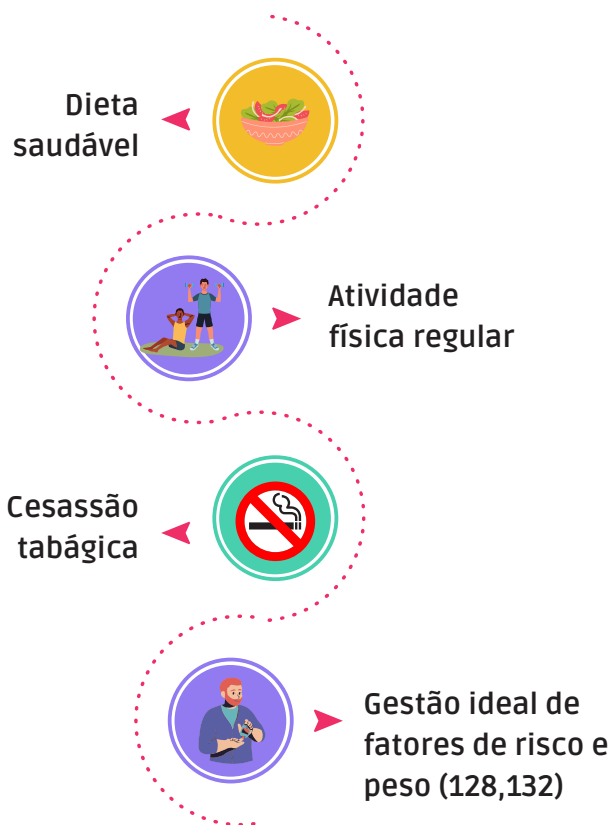 Dieta
saudável
Atividade
física regular
Cesassão
tabágica
Gestão ideal de
fatores de risco e
peso (128,132)